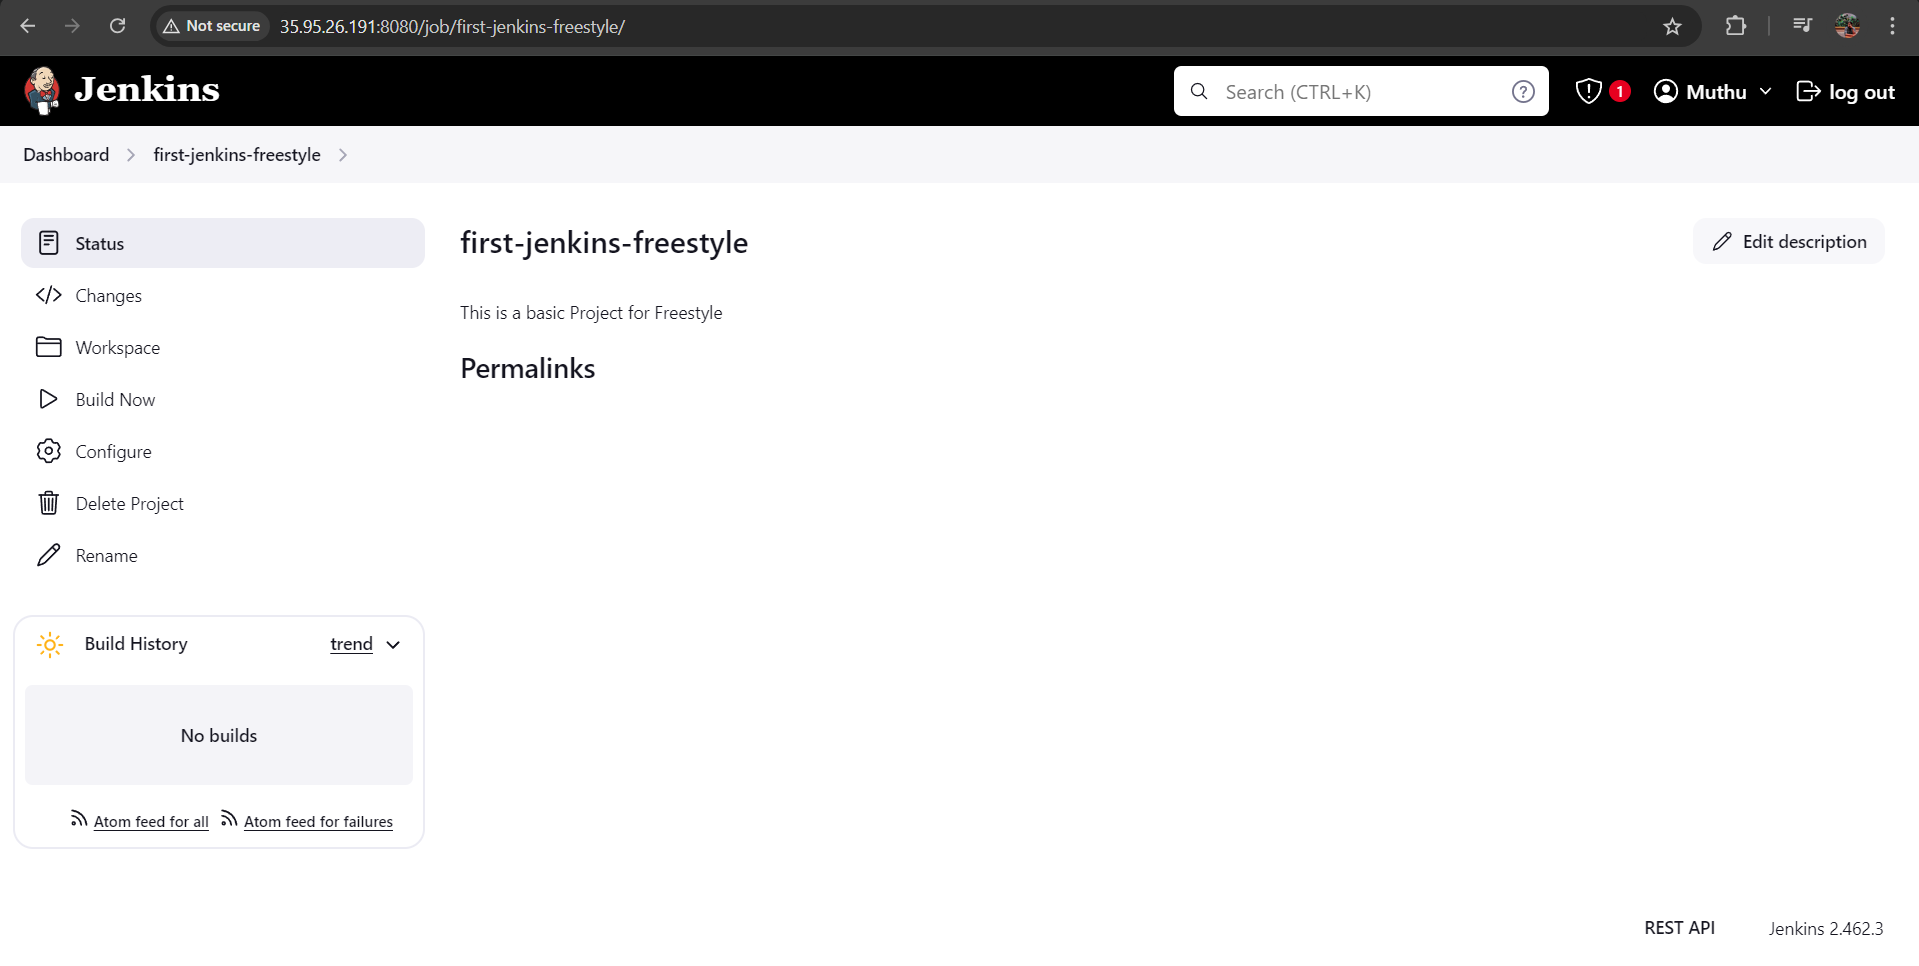 Not secure 35.95.26.191:8080/job/first-jenkins-freestyle/
Jenkins
Search (CTRL+K)
?
1
Muthu
log out
Dashboard
first-jenkins-freestyle
Status
Changes
Workspace
Build Now
Configure
Delete Project
Rename
Build History
trend
No builds
Atom feed for all
Atom feed for failures
first-jenkins-freestyle
Edit description
This is a basic Project for Freestyle
Permalinks
REST API
Jenkins 2.462.3